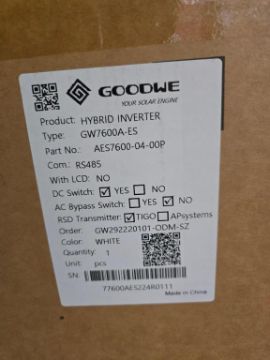 GOODWE
YOUR SOLAR ENGINE
Product: HYBRID INVERTER
Type: GW7600A-ES
Part No.: AES7600-04-00P
Com.: RS485
With LCD: NO
DC Switch: ☑ YES ☐ NO
AC Bypass Switch: ☐ YES ☑ NO
RSD Transmitter: ☑ TIGO ☐ APsystems
Order: GW292220101-ODM-SZ
Color: WHITE
Quantity: 1
Unit: pcs
SN:
77600AES224R0111
Made in China